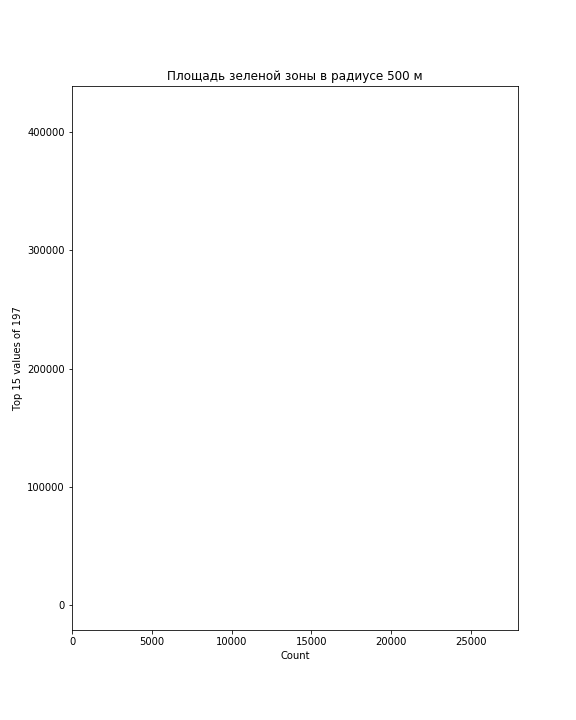 Площадь зеленой зоны в радиусе 500 м
400000
300000
200000
100000
0
Top 15 values of 197
0 5000 10000 15000 20000 25000
Count